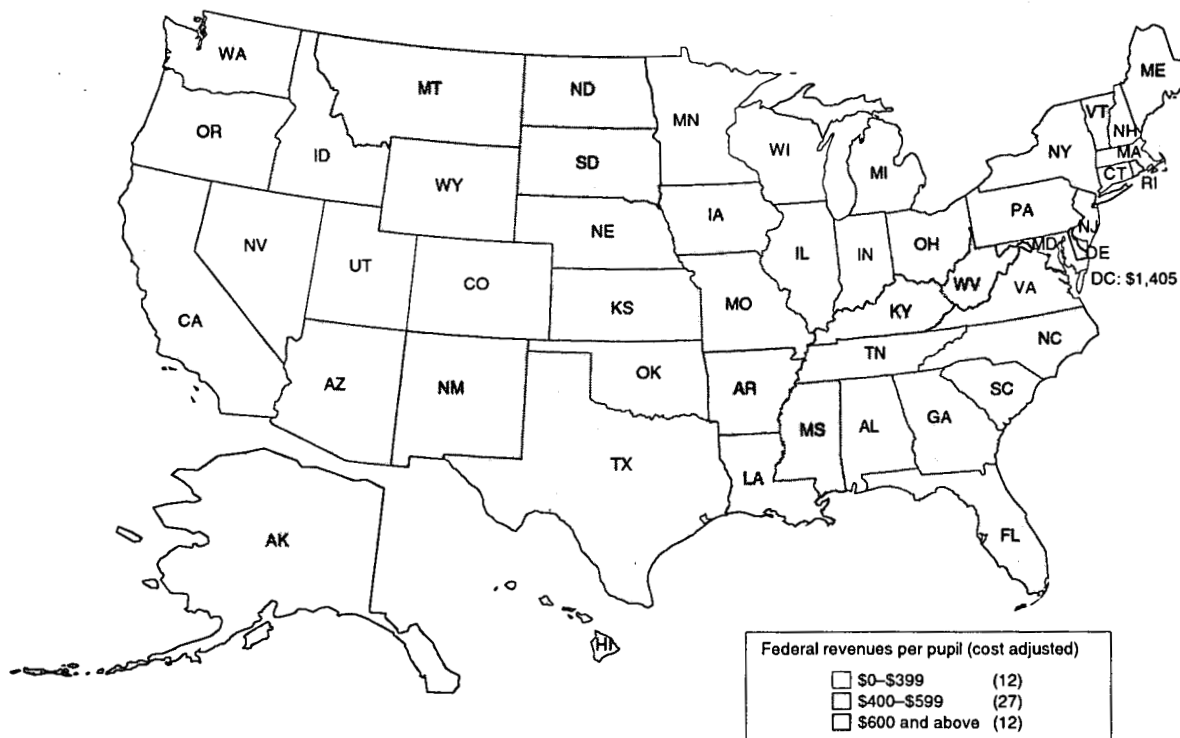 WA
MT
ND
MN
ME
VT
NH
OR
ID
SD
WI
MI
NY
MA
CT
RI
WY
IA
PA
NJ
NE
OH
MD
DE
NV
UT
CO
IL
IN
WV
VA
DC: $1,405
CA
KS
MO
KY
NC
TN
AZ
NM
OK
AR
SC
MS
AL
GA
TX
LA
FL
AK
HI
Federal revenues per pupil (cost adjusted)
$0–$399 (12)
$400–$599 (27)
$600 and above (12)